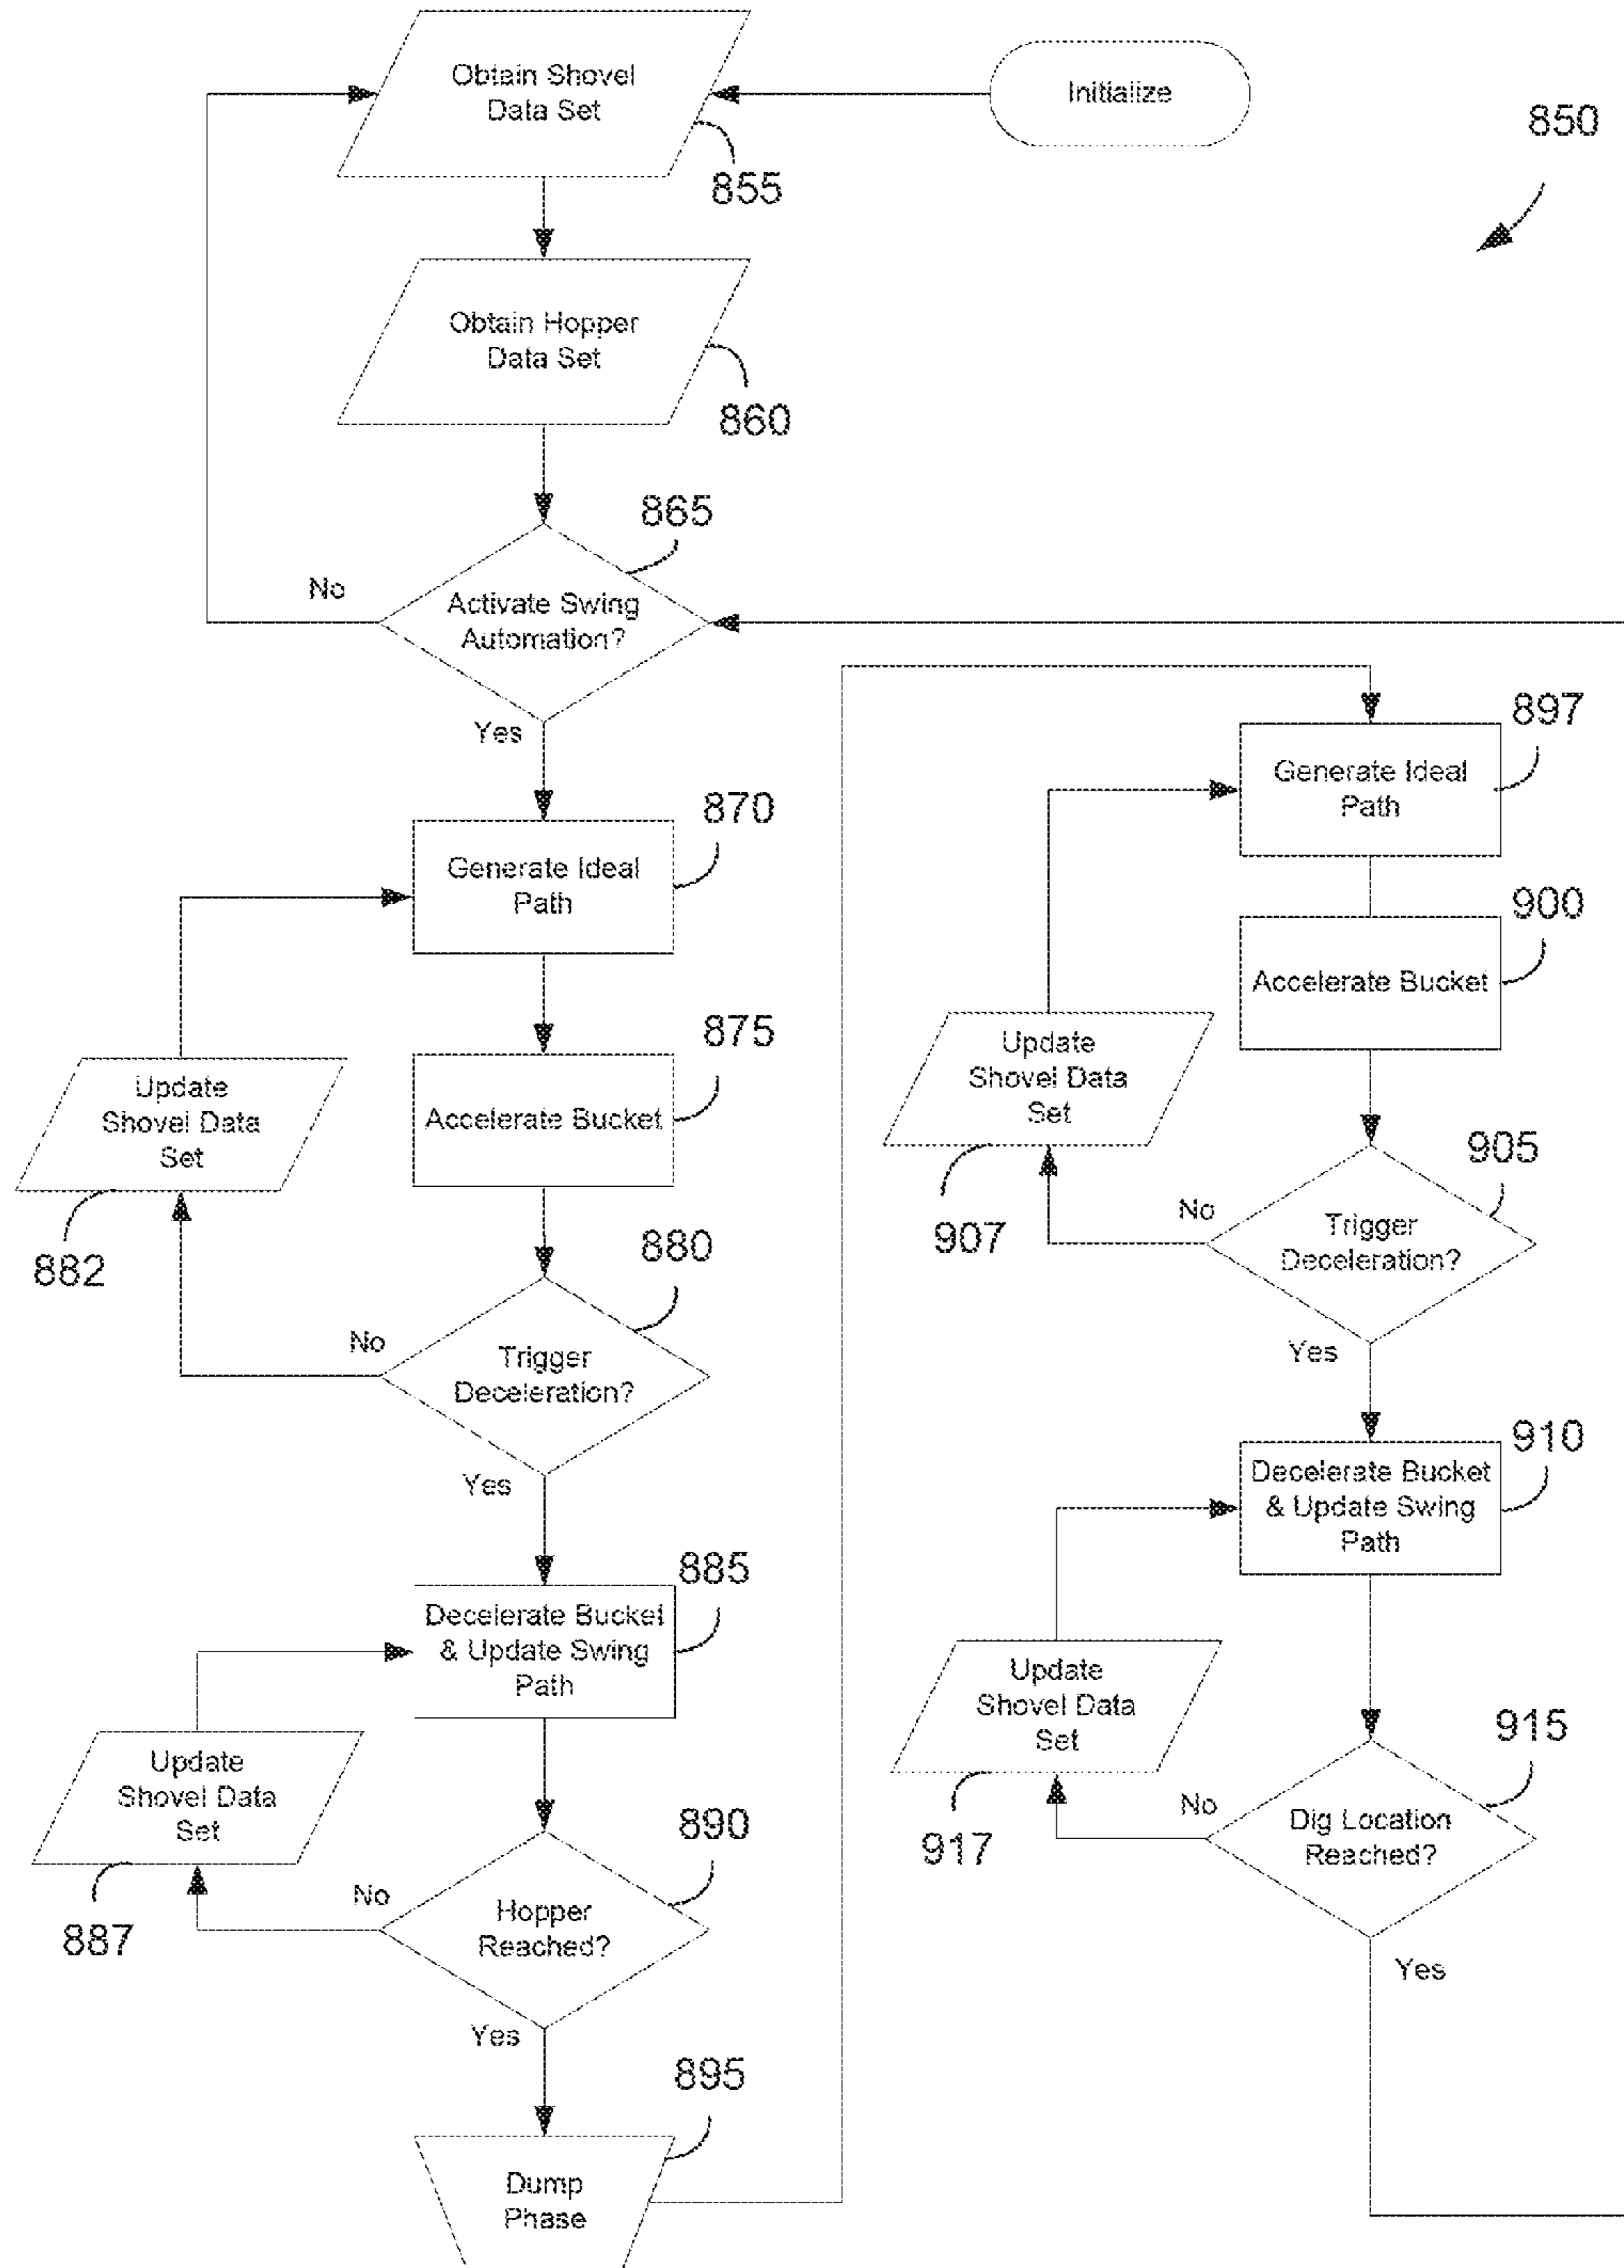 Obtain Shovel
Data Set
Initialize
850
855
Obtain Hopper
Data Set
860
865
No
Activate Swing
Automation?
Yes
870
Generate Ideal
Path
875
Update
Shovel Data
Set
Accelerate Bucket
882
880
No
Trigger
Deceleration?
Yes
885
Decelerate Bucket
& Update Swing
Path
Update
Shovel Data
Set
887
890
No
Hopper
Reached?
Yes
895
Dump
Phase
897
Generate Ideal
Path
900
Accelerate Bucket
Update
Shovel Data
Set
907
905
No
Trigger
Deceleration?
Yes
910
Decelerate Bucket
& Update Swing
Path
Update
Shovel Data
Set
917
915
No
Dig Location
Reached?
Yes